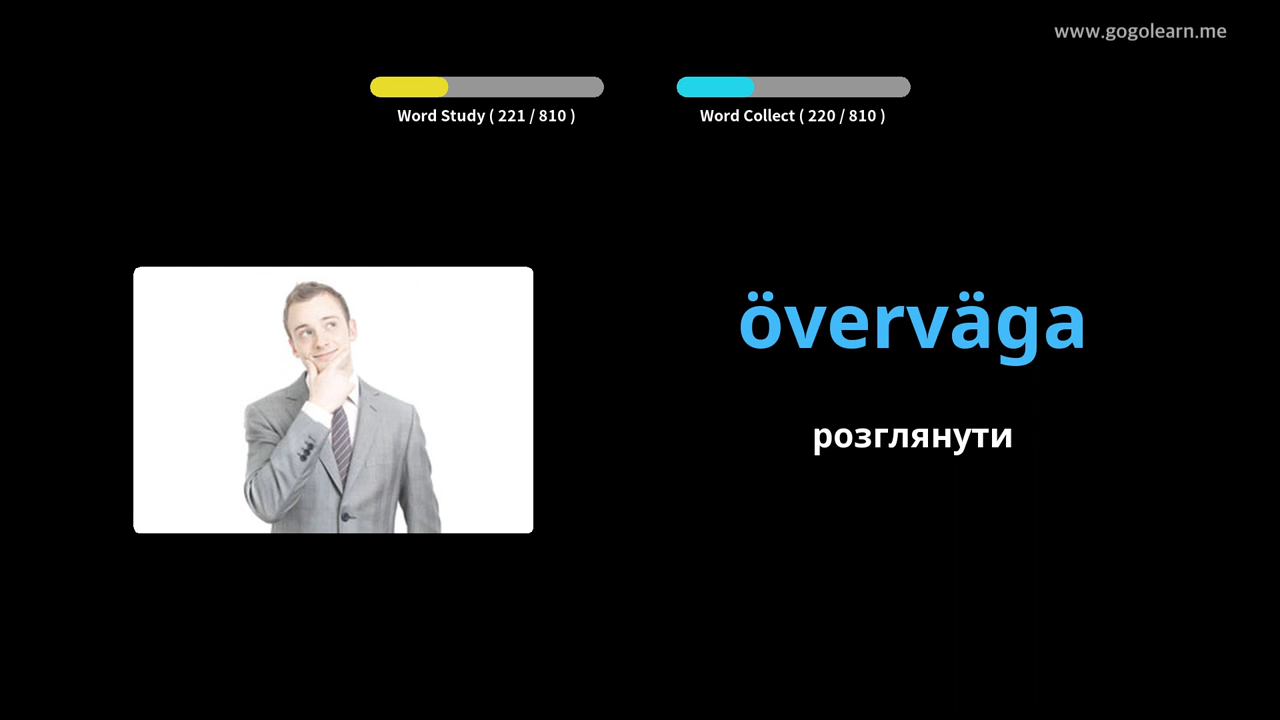 www.gogolearn.me
Word Study ( 221 / 810 )
Word Collect ( 220 / 810 )
överväga
розглянути